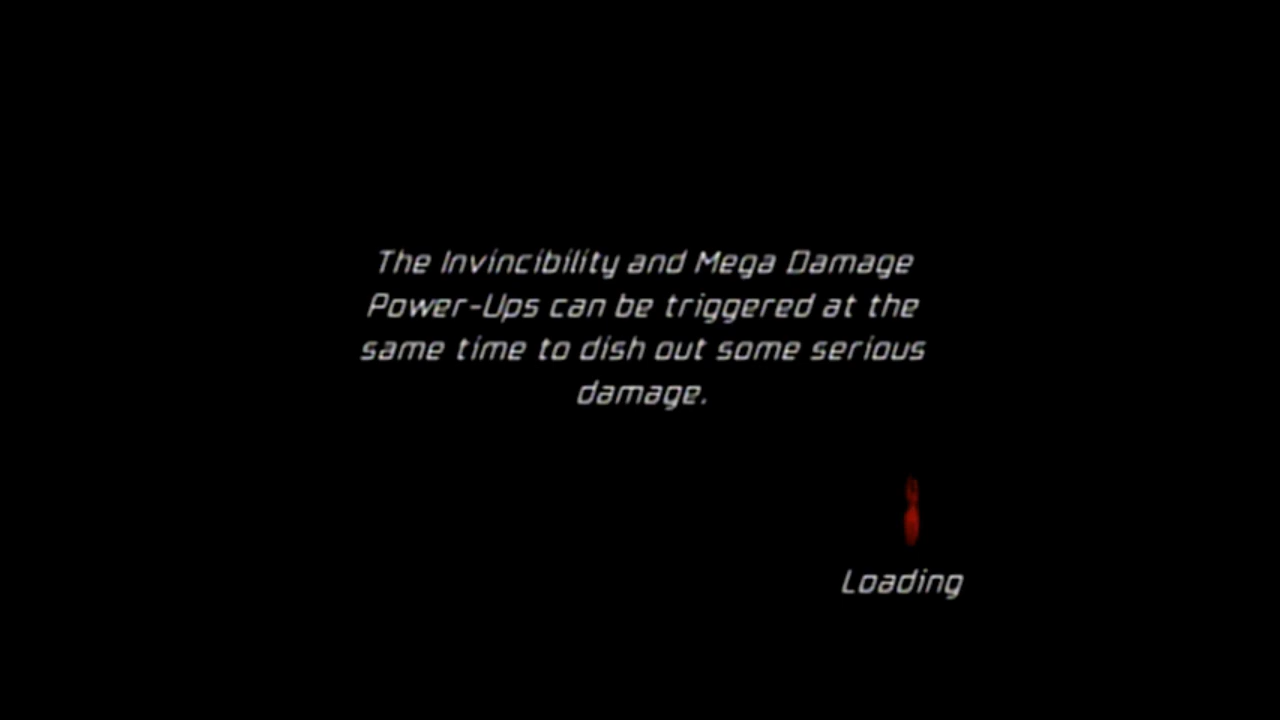 The Invincibility and Mega Damage
Power-Ups can be triggered at the
same time to dish out some serious
damage.
Loading